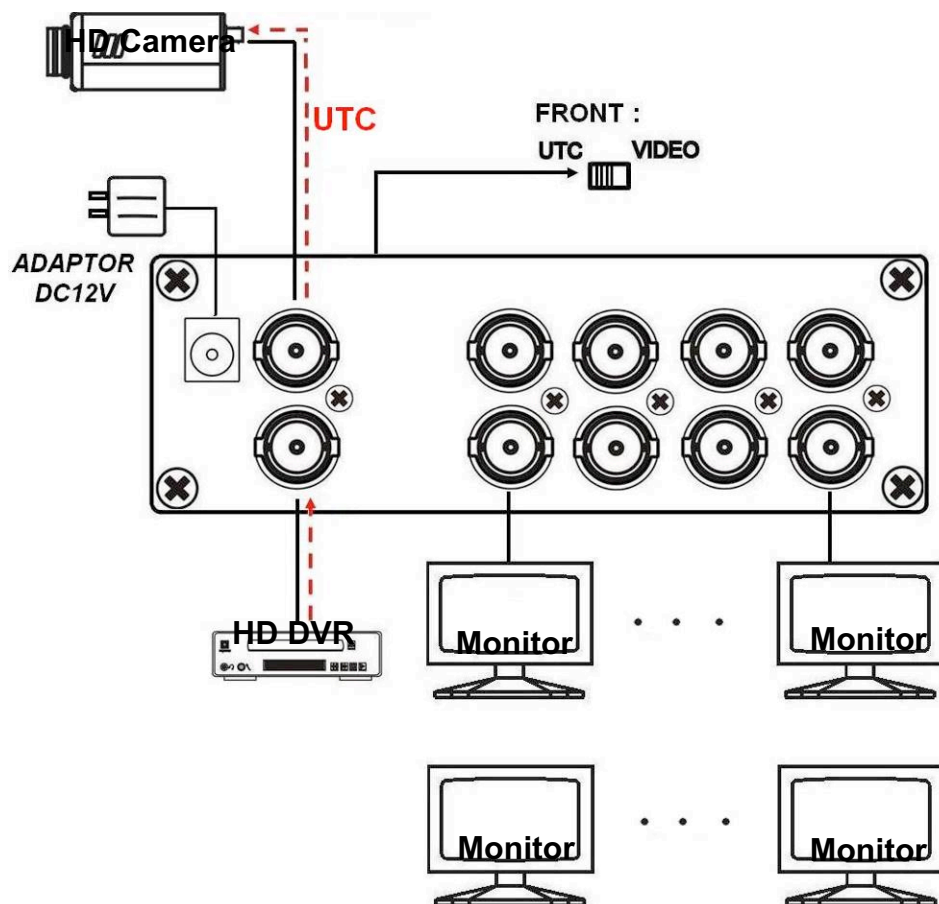 HD Camera
UTC
FRONT :
UTC VIDEO
ADAPTOR
DC12V
HD DVR
Monitor
Monitor
Monitor
Monitor